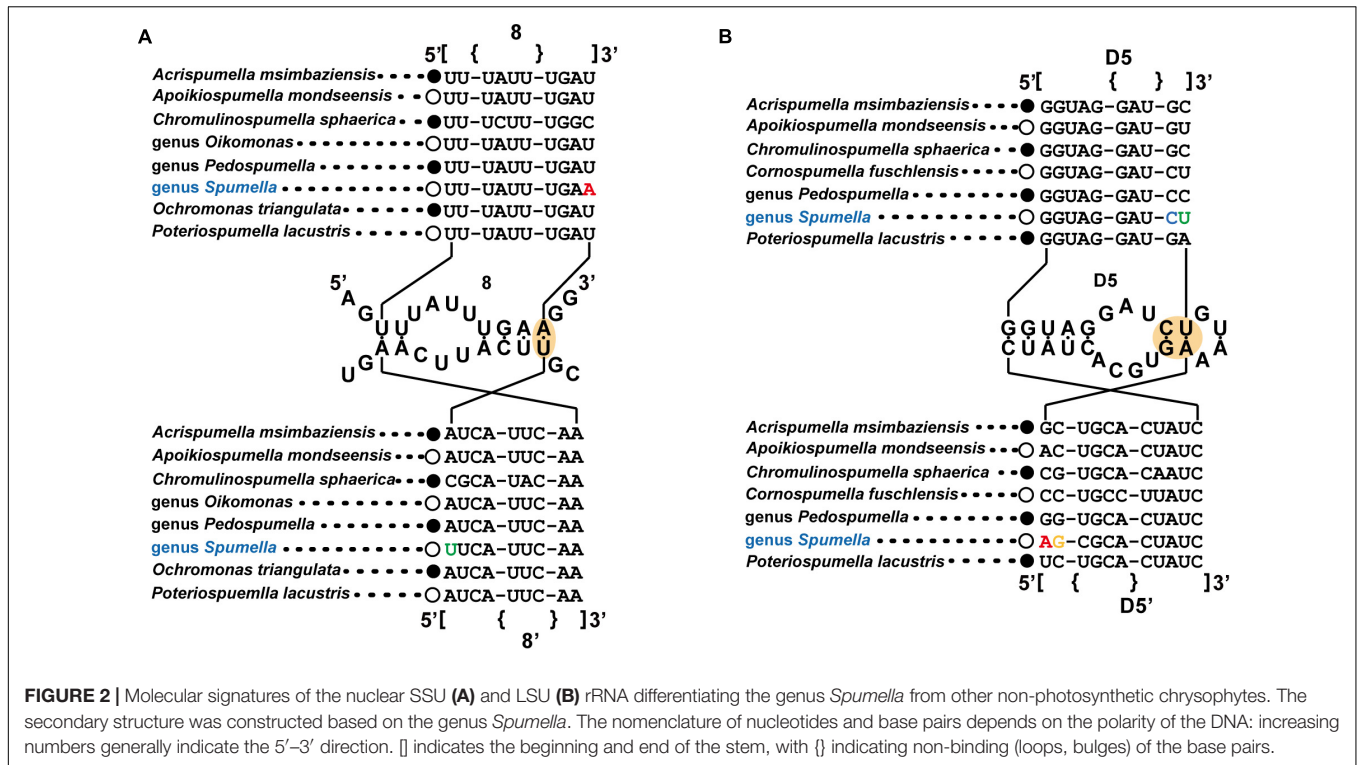 A
8
5'[ { } ]3'
Acrispumella msimbaziensis UU-UAUU-UGAU
Apoikiospumella mondseensis UU-UAUU-UGAU
Chromulinospumella sphaerica UU-UCUU-UGGC
genus Oikomonas UU-UAUU-UGAU
genus Pedospumella UU-UAUU-UGAU
genus Spumella UU-UAUU-UGAA
Ochromonas triangulata UU-UAUU-UGAU
Poteriospumella lacustris UU-UAUU-UGAU
5' 8 3'
A G U U U A U U U G A A G G
U G A A A C U U A C U U G C
Acrispumella msimbaziensis AUCA-UUC-AA
Apoikiospumella mondseensis AUCA-UUC-AA
Chromulinospumella sphaerica CGCA-UAC-AA
genus Oikomonas AUCA-UUC-AA
genus Pedospumella AUCA-UUC-AA
genus Spumella UUCA-UUC-AA
Ochromonas triangulata AUCA-UUC-AA
Poteriospuemlla lacustris AUCA-UUC-AA
5'[ { } ]3'
8'
B
D5
5'[ { } ]3'
Acrispumella msimbaziensis GGUAG-GAU-GC
Apoikiospumella mondseensis GGUAG-GAU-GU
Chromulinospumella sphaerica GGUAG-GAU-GC
Cornospumella fuschlensis GGUAG-GAU-CU
genus Pedospumella GGUAG-GAU-CC
genus Spumella GGUAG-GAU-CU
Poteriospumella lacustris GGUAG-GAU-GA
D5
G G U A G G A U C U G U
C U A U C A C G U G A A A A
Acrispumella msimbaziensis GC-UGCA-CUAUC
Apoikiospumella mondseensis AC-UGCA-CUAUC
Chromulinospumella sphaerica CG-UGCA-CAAUC
Cornospumella fuschlensis CC-UGCC-UUAUC
genus Pedospumella GG-UGCA-CUAUC
genus Spumella AG-CGCA-CUAUC
Poteriospumella lacustris UC-UGCA-CUAUC
5'[ { } ]3'
D5'
FIGURE 2 | Molecular signatures of the nuclear SSU (A) and LSU (B) rRNA differentiating the genus Spumella from other non-photosynthetic chrysophytes. The
secondary structure was constructed based on the genus Spumella. The nomenclature of nucleotides and base pairs depends on the polarity of the DNA: increasing
numbers generally indicate the 5'–3' direction. [] indicates the beginning and end of the stem, with {} indicating non-binding (loops, bulges) of the base pairs.